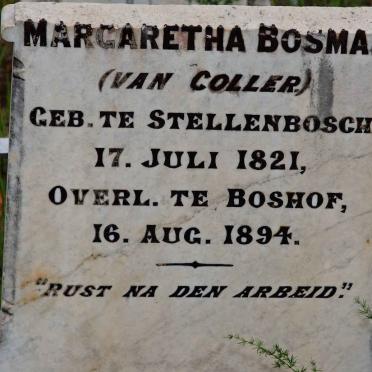 MARGARETHA BOSMA
(VAN COLLER)
GEB. TE STELLENBOSCH
17. JULI 1821,
OVERL. TE BOSHOF,
16. AUG. 1894.
"RUST NA DEN ARBEID."